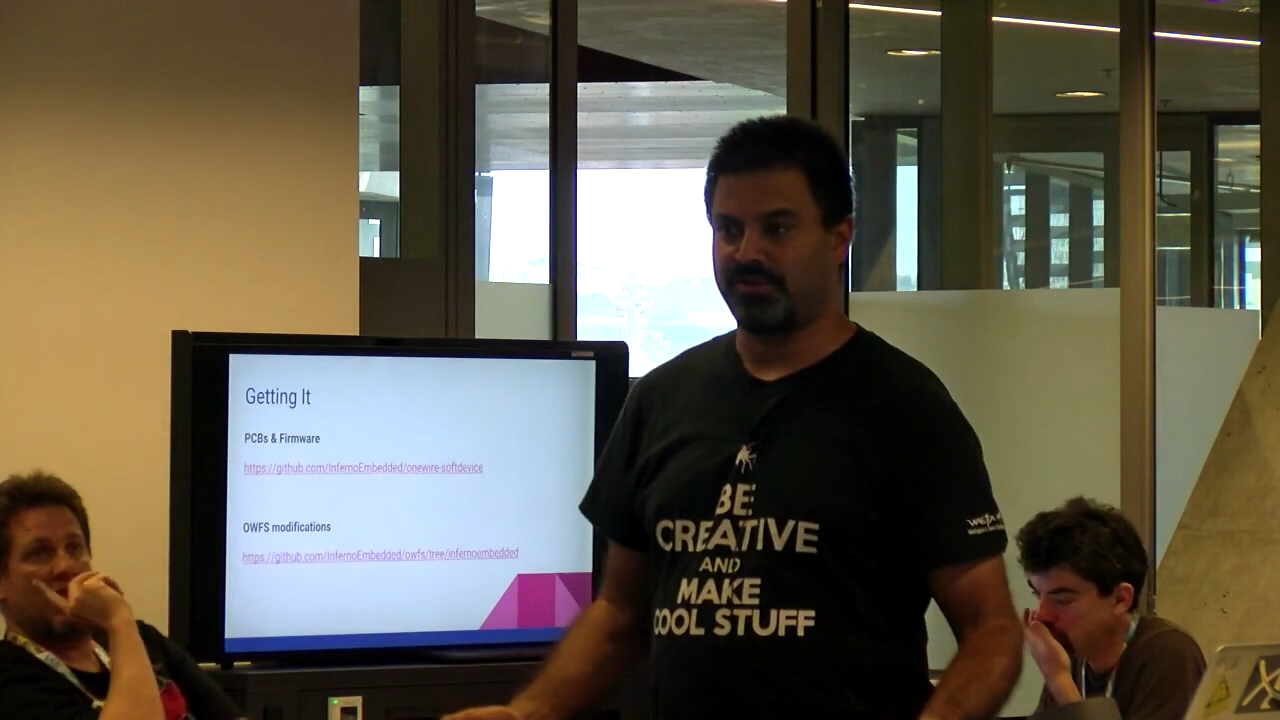 Getting It
PCBs & Firmware
https://github.com/InfernoEmbedded/onewire-softdevice
OWFS modifications
https://github.com/InfernoEmbedded/owfs/tree/infernoembedded
BE
CREATIVE
AND
MAKE
COOL STUFF
WETA